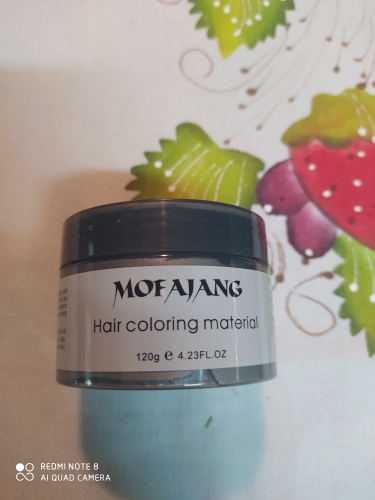 MOFAJANG
Hair coloring material
120g ℮ 4.23FL.OZ
REDMI NOTE 8
AI QUAD CAMERA